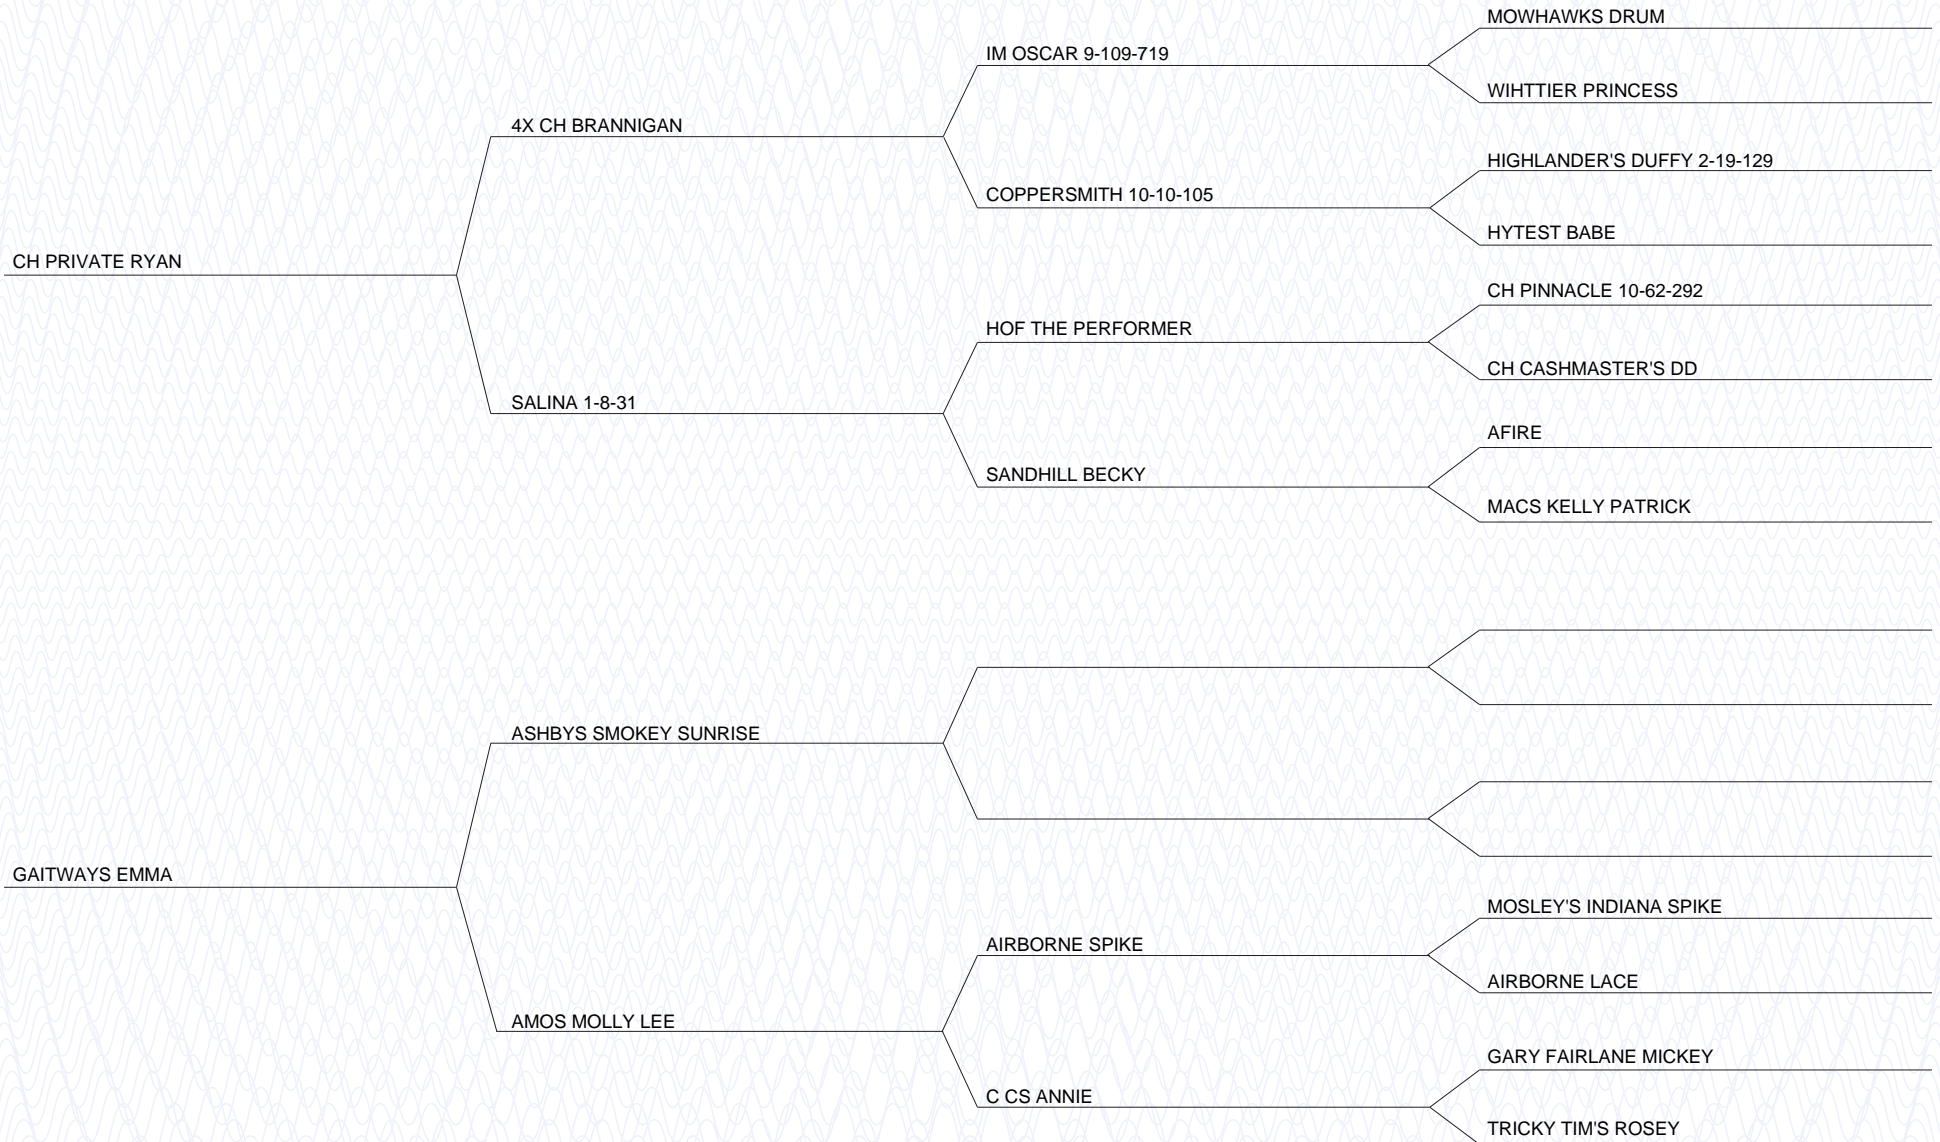 MOWHAWKS DRUM
IM OSCAR 9-109-719
WIHTTIER PRINCESS
4X CH BRANNIGAN
HIGHLANDER'S DUFFY 2-19-129
COPPERSMITH 10-10-105
HYTEST BABE
CH PRIVATE RYAN
CH PINNACLE 10-62-292
HOF THE PERFORMER
CH CASHMASTER'S DD
SALINA 1-8-31
AFIRE
SANDHILL BECKY
MACS KELLY PATRICK
ASHBYS SMOKEY SUNRISE
GAITWAYS EMMA
MOSLEY'S INDIANA SPIKE
AIRBORNE SPIKE
AIRBORNE LACE
AMOS MOLLY LEE
GARY FAIRLANE MICKEY
C CS ANNIE
TRICKY TIM'S ROSEY